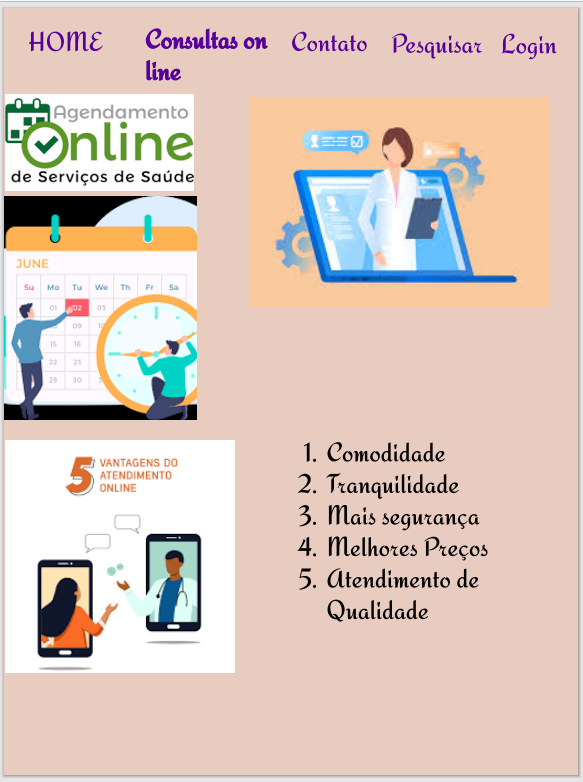 HOME
Consultas on
line
Contato
Pesquisar
Login
Agendamento
Online
de Serviços de Saúde
JUNE
Su Mo Tu We Th Fr Sa
01 02 03
09
15 16
22 23
29 30
5 VANTAGENS DO
ATENDIMENTO
ONLINE
1. Comodidade
2. Tranquilidade
3. Mais segurança
4. Melhores Preços
5. Atendimento de
Qualidade